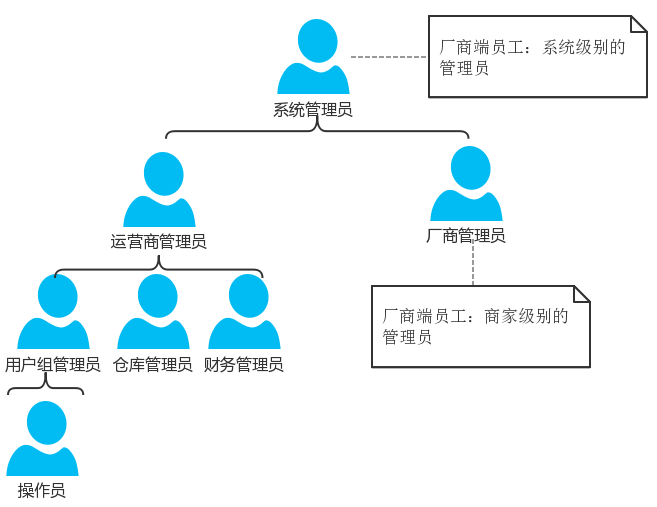 厂商端员工：系统级别的
管理员
系统管理员
运营商管理员
厂商管理员
厂商端员工：商家级别的
管理员
用户组管理员
仓库管理员
财务管理员
操作员